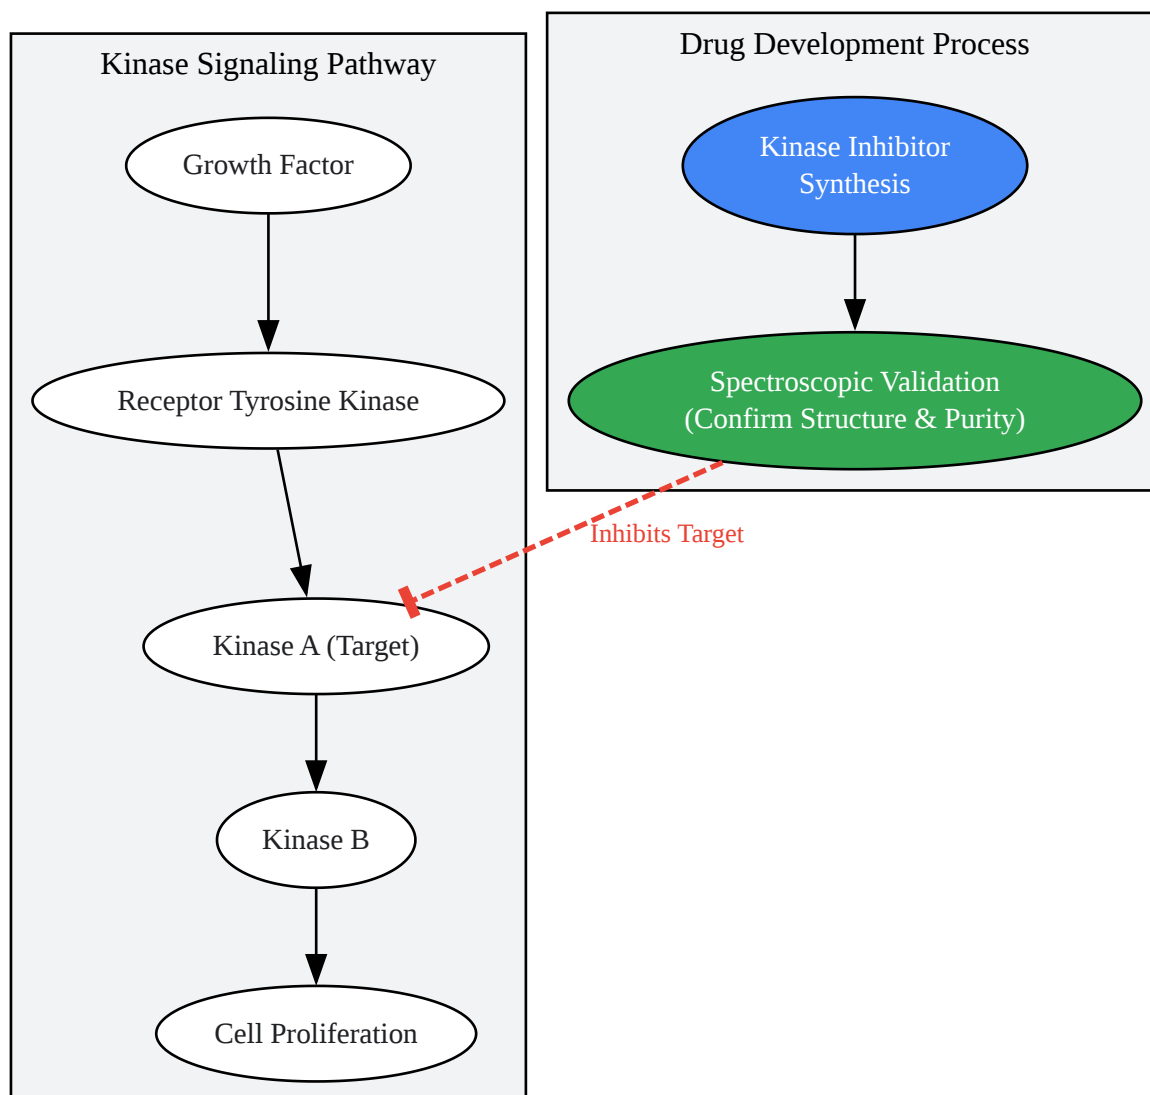 Kinase Signaling Pathway
Growth Factor
Receptor Tyrosine Kinase
Kinase A (Target)
Kinase B
Cell Proliferation
Drug Development Process
Kinase Inhibitor
Synthesis
Spectroscopic Validation
(Confirm Structure & Purity)
Inhibits Target